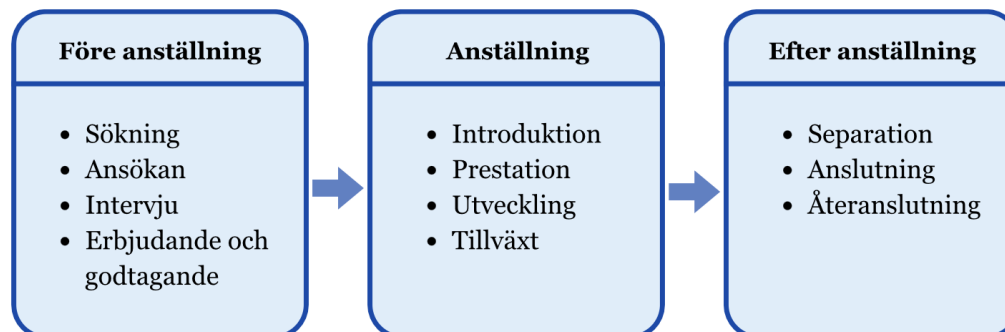 Före anställning
• Sökning
• Ansökan
• Intervju
• Erbjudande och
godtagande
Anställning
• Introduktion
• Prestation
• Utveckling
• Tillväxt
Efter anställning
• Separation
• Anslutning
• Återanslutning